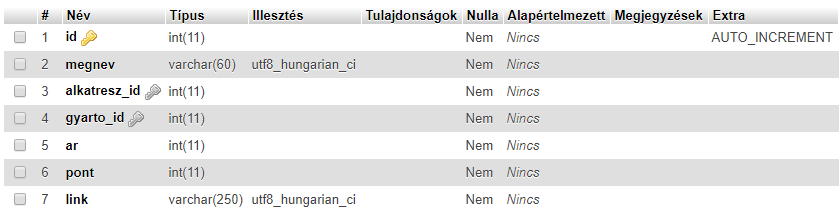 # Név Típus Illesztés Tulajdonságok Nulla Alapértelmezett Megjegyzések Extra
1 id int(11) Nem Nincs AUTO_INCREMENT
2 megnev varchar(60) utf8_hungarian_ci Nem Nincs
3 alkatresz_id int(11) Nem Nincs
4 gyarto_id int(11) Nem Nincs
5 ar int(11) Nem Nincs
6 pont int(11) Nem Nincs
7 link varchar(250) utf8_hungarian_ci Nem Nincs